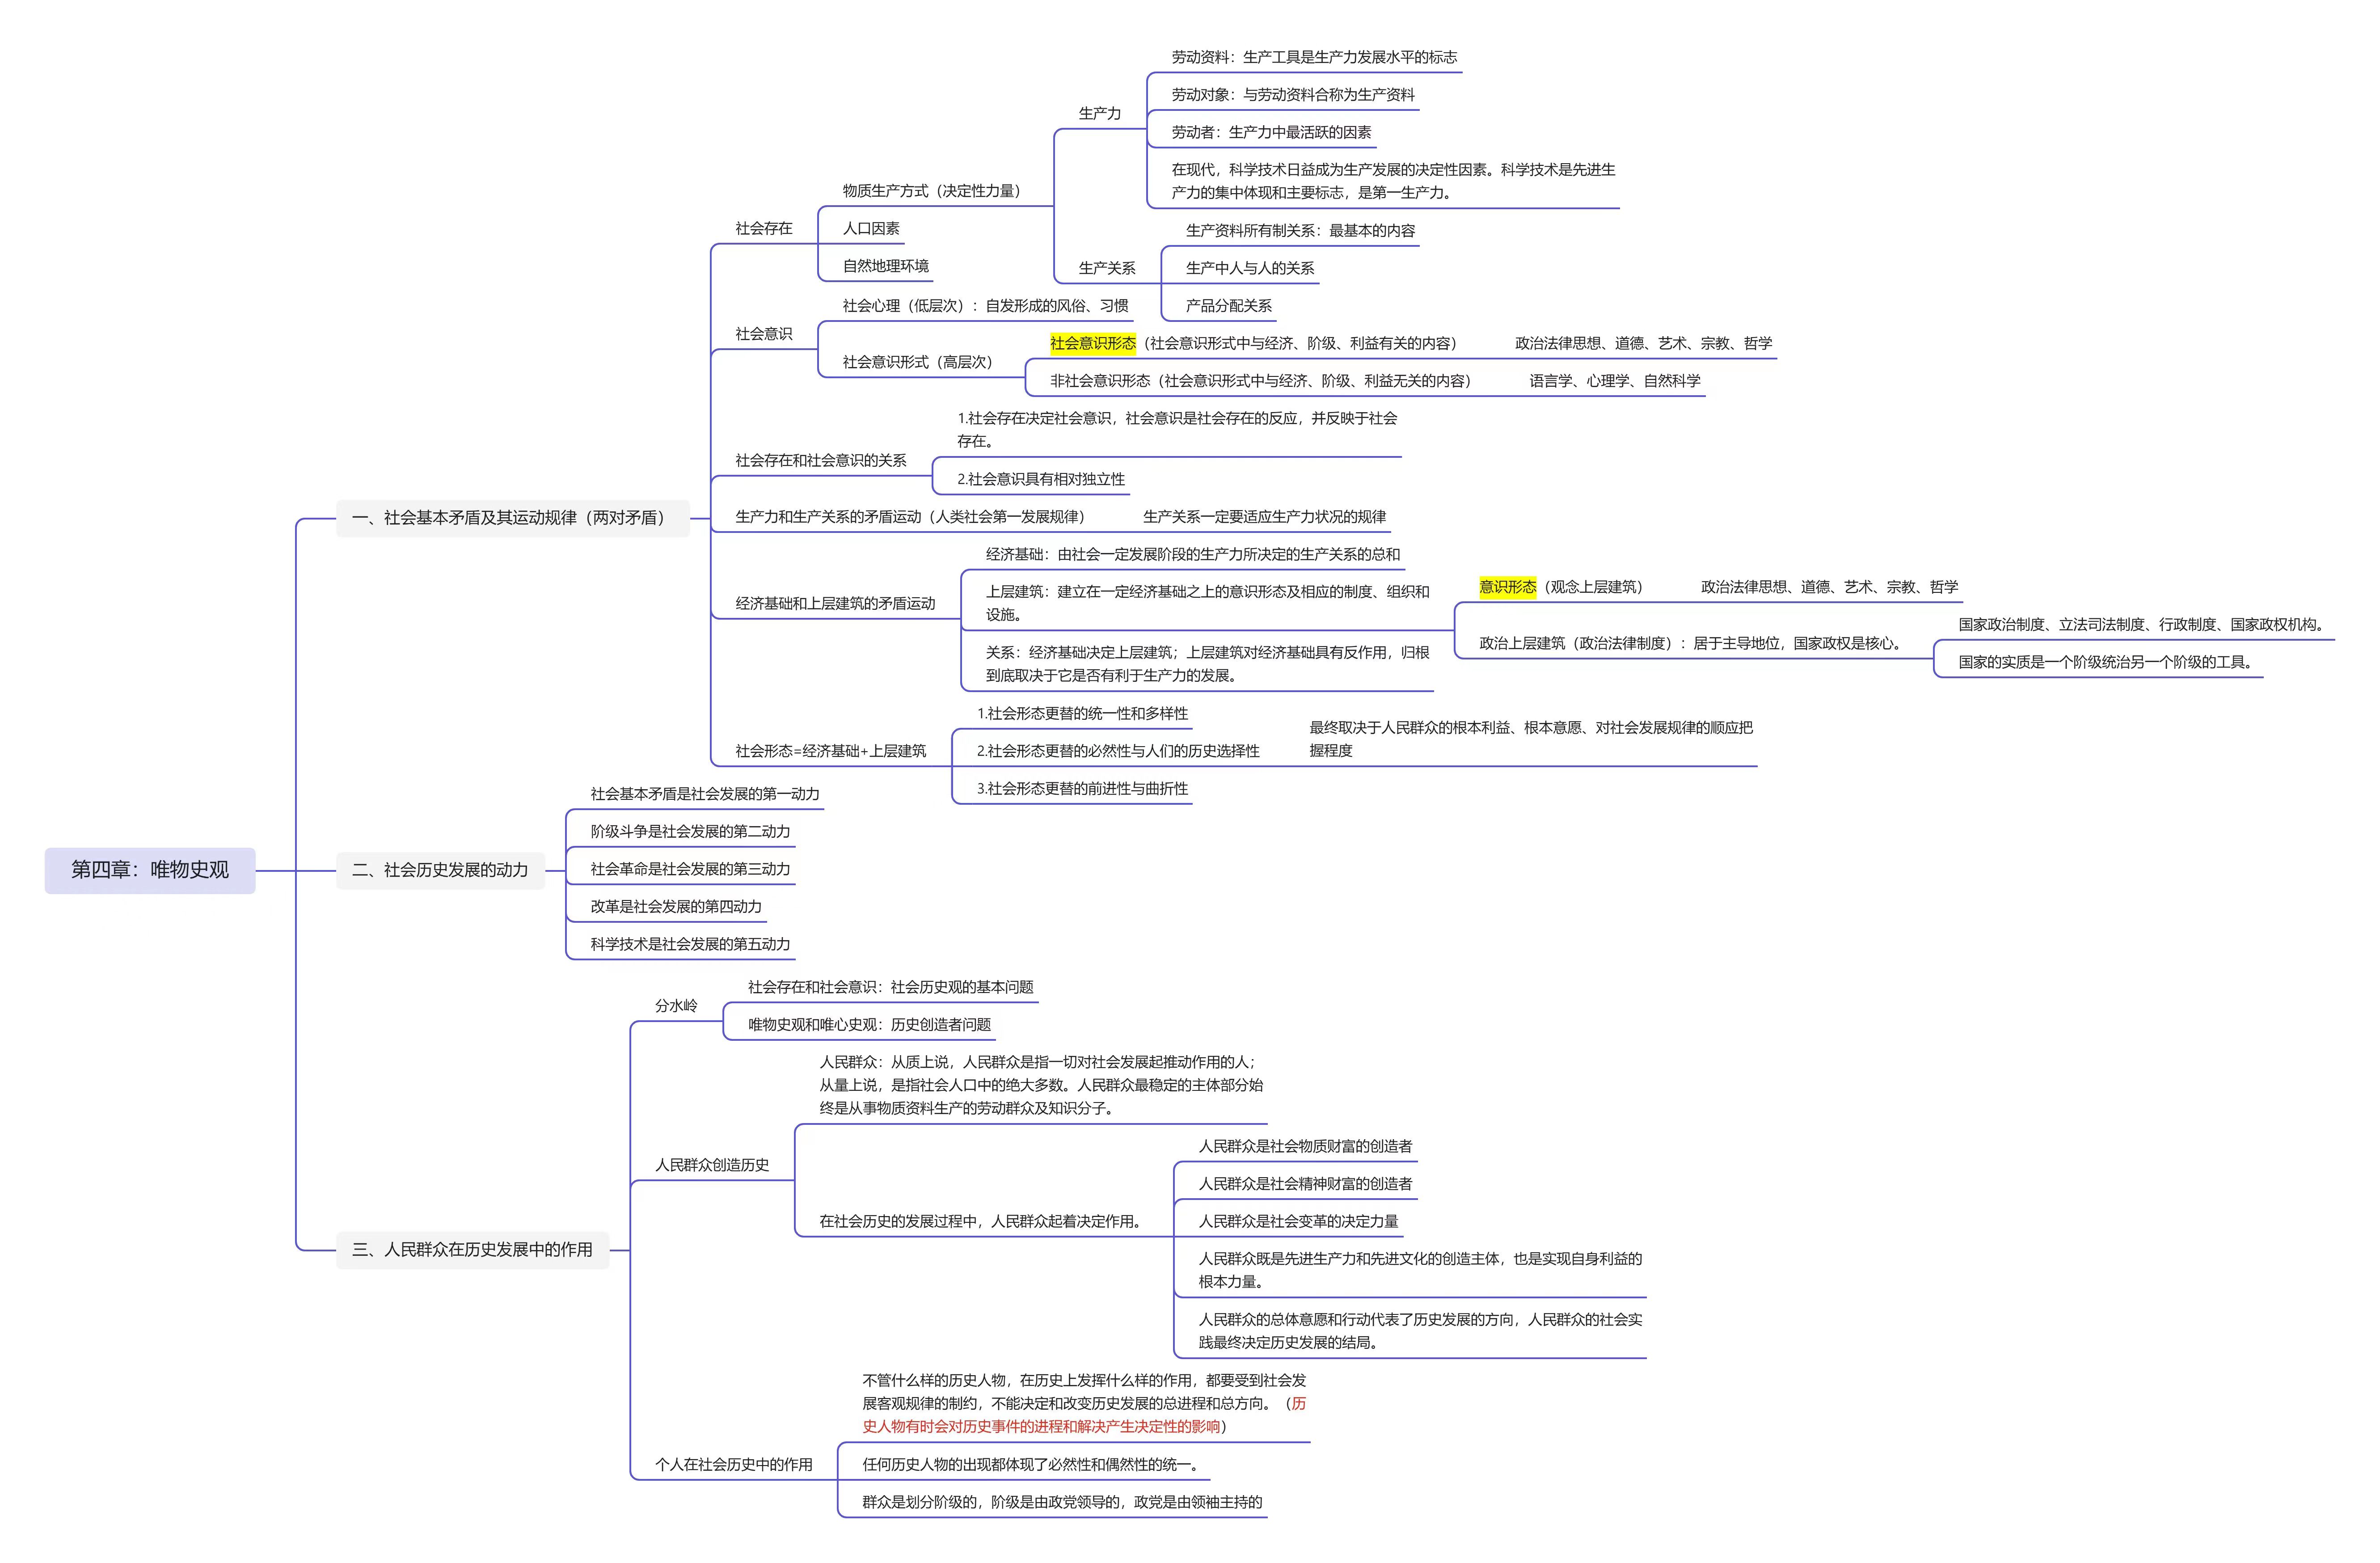 第四章：唯物史观
一、社会基本矛盾及其运动规律（两对矛盾）
社会存在
物质生产方式（决定性力量）
生产力
劳动资料：生产工具是生产力发展水平的标志
劳动对象：与劳动资料合称为生产资料
劳动者：生产力中最活跃的因素
在现代，科学技术日益成为生产发展的决定性因素。科学技术是先进生
产力的集中体现和主要标志，是第一生产力。
生产关系
生产资料所有制关系：最基本的内容
生产中人与人的关系
产品分配关系
人口因素
自然地理环境
社会意识
社会心理（低层次）：自发形成的风俗、习惯
社会意识形式（高层次）
社会意识形态（社会意识形式中与经济、阶级、利益有关的内容）
政治法律思想、道德、艺术、宗教、哲学
非社会意识形态（社会意识形式中与经济、阶级、利益无关的内容）
语言学、心理学、自然科学
社会存在和社会意识的关系
1.社会存在决定社会意识，社会意识是社会存在的反应，并反映于社会
存在。
2.社会意识具有相对独立性
生产力和生产关系的矛盾运动（人类社会第一发展规律）
生产关系一定要适应生产力状况的规律
经济基础和上层建筑的矛盾运动
经济基础：由社会一定发展阶段的生产力所决定的生产关系的总和
上层建筑：建立在一定经济基础之上的意识形态及相应的制度、组织和
设施。
意识形态（观念上层建筑）
政治法律思想、道德、艺术、宗教、哲学
政治上层建筑（政治法律制度）：居于主导地位，国家政权是核心。
国家政治制度、立法司法制度、行政制度、国家政权机构。
国家的实质是一个阶级统治另一个阶级的工具。
关系：经济基础决定上层建筑；上层建筑对经济基础具有反作用，归根
到底取决于它是否有利于生产力的发展。
社会形态=经济基础+上层建筑
1.社会形态更替的统一性和多样性
2.社会形态更替的必然性与人们的历史选择性
最终取决于人民群众的根本利益、根本意愿、对社会发展规律的顺应把
握程度
3.社会形态更替的前进性与曲折性
二、社会历史发展的动力
社会基本矛盾是社会发展的第一动力
阶级斗争是社会发展的第二动力
社会革命是社会发展的第三动力
改革是社会发展的第四动力
科学技术是社会发展的第五动力
三、人民群众在历史发展中的作用
分水岭
社会存在和社会意识：社会历史观的基本问题
唯物史观和唯心史观：历史创造者问题
人民群众创造历史
人民群众：从质上说，人民群众是指一切对社会发展起推动作用的人；
从量上说，是指社会人口中的绝大多数。人民群众最稳定的主体部分始
终是从事物质资料生产的劳动群众及知识分子。
在社会历史的发展过程中，人民群众起着决定作用。
人民群众是社会物质财富的创造者
人民群众是社会精神财富的创造者
人民群众是社会变革的决定力量
人民群众既是先进生产力和先进文化的创造主体，也是实现自身利益的
根本力量。
人民群众的总体意愿和行动代表了历史发展的方向，人民群众的社会实
践最终决定历史发展的结局。
个人在社会历史中的作用
不管什么样的历史人物，在历史上发挥什么样的作用，都要受到社会发
展客观规律的制约，不能决定和改变历史发展的总进程和总方向。（历
史人物有时会对历史事件的进程和解决产生决定性的影响）
任何历史人物的出现都体现了必然性和偶然性的统一。
群众是划分阶级的，阶级是由政党领导的，政党是由领袖主持的